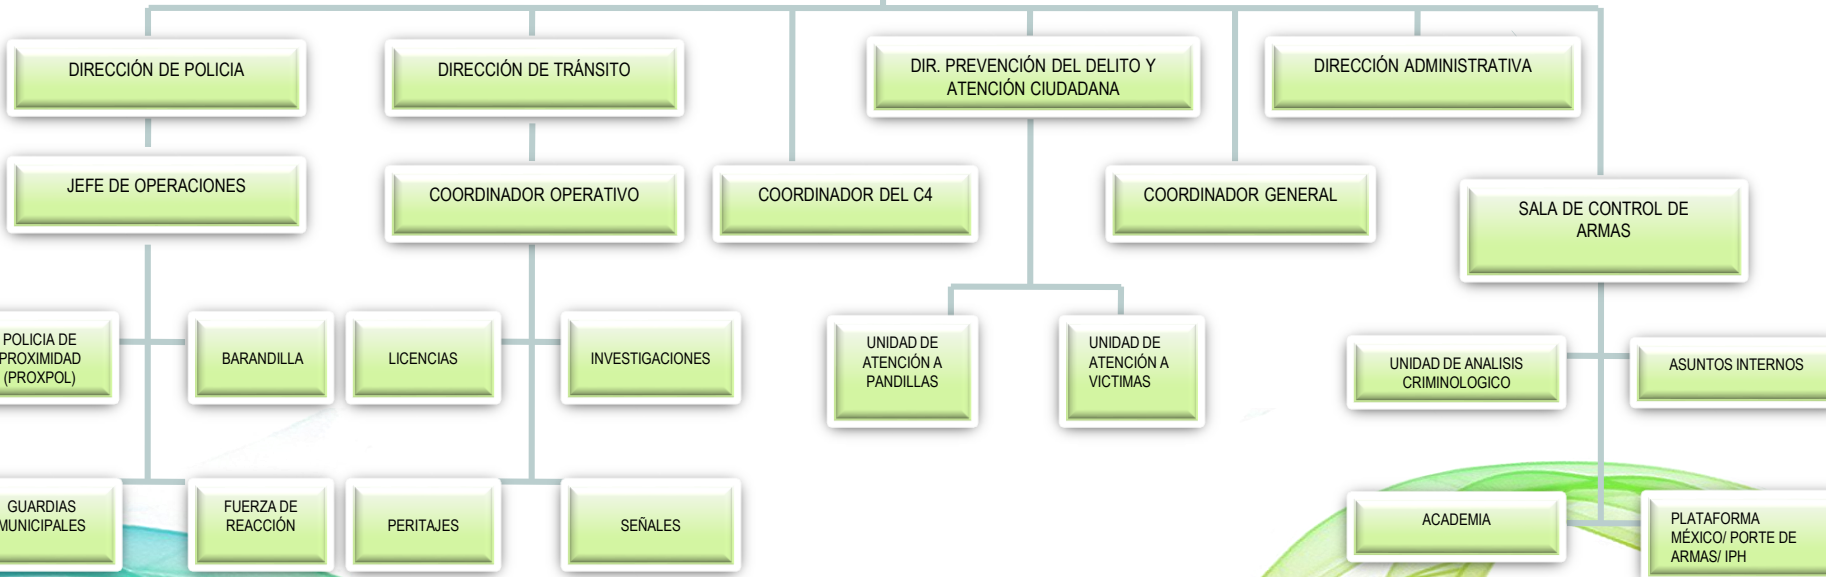 DIRECCIÓN DE POLICIA
DIRECCIÓN DE TRÁNSITO
DIR. PREVENCIÓN DEL DELITO Y
ATENCIÓN CIUDADANA
DIRECCIÓN ADMINISTRATIVA
JEFE DE OPERACIONES
COORDINADOR OPERATIVO
COORDINADOR DEL C4
COORDINADOR GENERAL
SALA DE CONTROL DE
ARMAS
POLICIA DE
PROXIMIDAD
(PROXPOL)
BARANDILLA
LICENCIAS
INVESTIGACIONES
UNIDAD DE
ATENCIÓN A
PANDILLAS
UNIDAD DE
ATENCIÓN A
VICTIMAS
UNIDAD DE ANALISIS
CRIMINOLOGICO
ASUNTOS INTERNOS
GUARDIAS
MUNICIPALES
FUERZA DE
REACCIÓN
PERITAJES
SEÑALES
ACADEMIA
PLATAFORMA
MÉXICO/ PORTE DE
ARMAS/ IPH